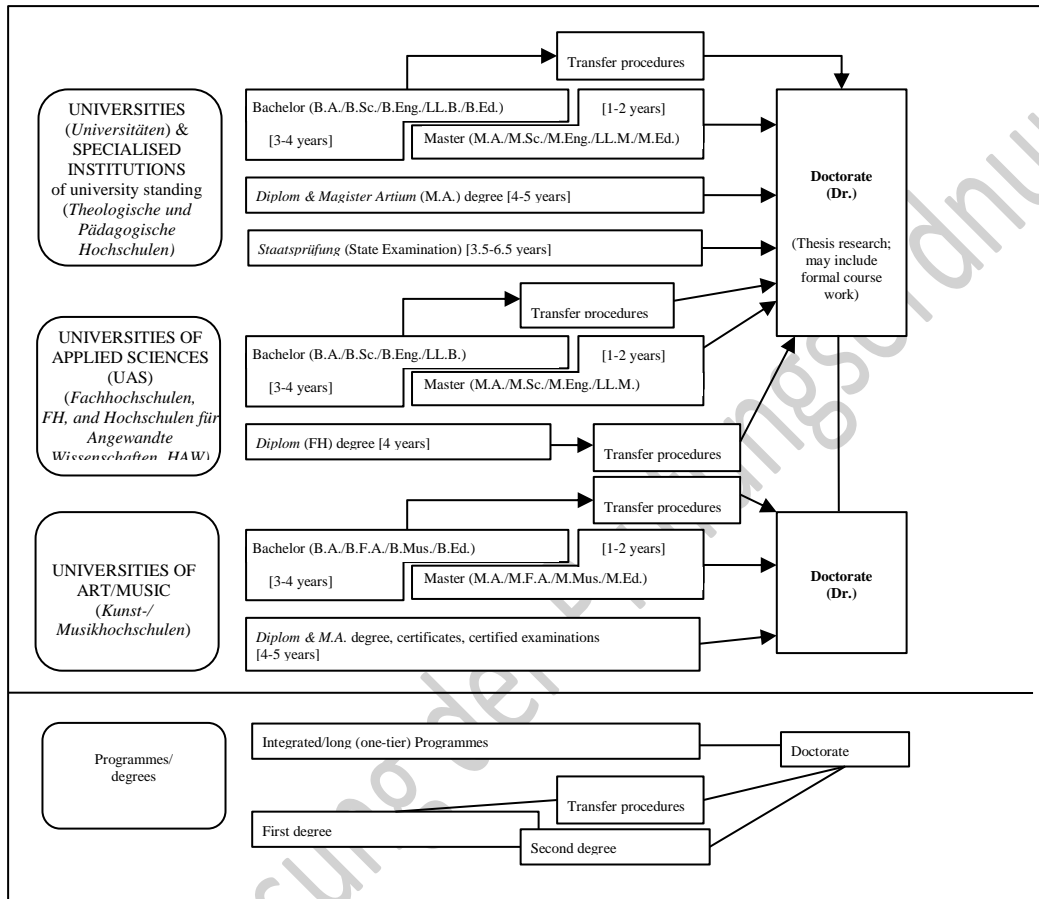 Transfer procedures
UNIVERSITIES
(Universitäten) &
SPECIALISED
INSTITUTIONS
of university standing
(Theologische und
Pädagogische
Hochschulen)
Bachelor (B.A./B.Sc./B.Eng./LL.B./B.Ed.)
[3-4 years]
[1-2 years]
Master (M.A./M.Sc./M.Eng./LL.M./M.Ed.)
Diplom & Magister Artium (M.A.) degree [4-5 years]
Staatsprüfung (State Examination) [3.5-6.5 years]
Doctorate
(Dr.)
(Thesis research;
may include
formal course
work)
Transfer procedures
UNIVERSITIES OF
APPLIED SCIENCES
(UAS)
(Fachhochschulen,
FH, and Hochschulen für
Angewandte
Wissenschaften, HAW)
Bachelor (B.A./B.Sc./B.Eng./LL.B.)
[3-4 years]
[1-2 years]
Master (M.A./M.Sc./M.Eng./LL.M.)
Diplom (FH) degree [4 years]
Transfer procedures
Transfer procedures
UNIVERSITIES OF
ART/MUSIC
(Kunst-/
Musikhochschulen)
Bachelor (B.A./B.F.A./B.Mus./B.Ed.)
[3-4 years]
[1-2 years]
Master (M.A./M.F.A./M.Mus./M.Ed.)
Diplom & M.A. degree, certificates, certified examinations
[4-5 years]
Doctorate
(Dr.)
Programmes/
degrees
Integrated/long (one-tier) Programmes
Doctorate
Transfer procedures
First degree
Second degree